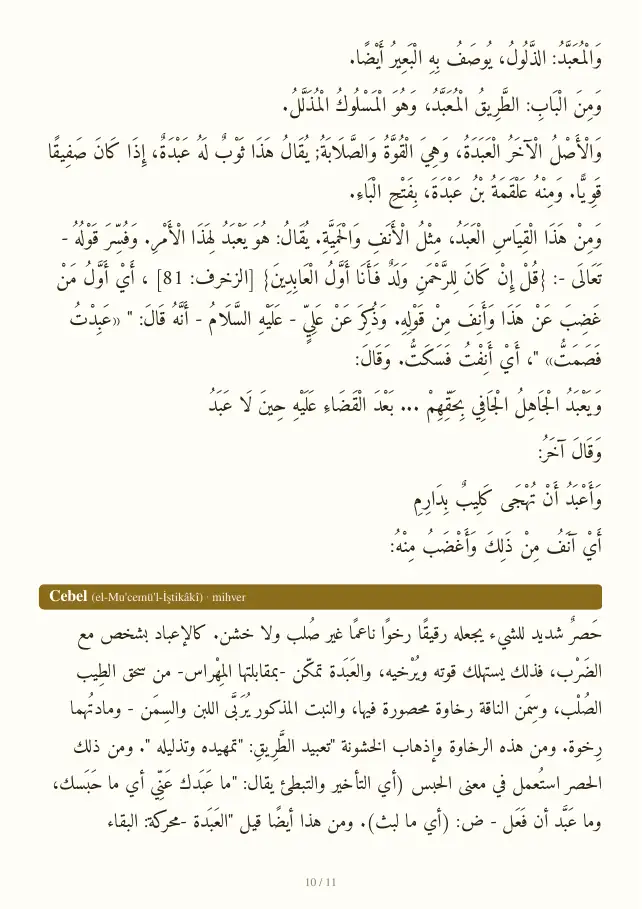 وَالْمُعَبَّدُ: الذَّلُولُ، يُوصَفُ بِهِ الْبَعِيرُ أَيْضًا.
وَمِنَ الْبَابِ: الطَّرِيقُ الْمُعَبَّدُ، وَهُوَ الْمَسْلُوكُ الْمُذَلَّلُ.
وَالْأَصْلُ الْآخَرُ الْعَبَدَةُ، وَهِيَ الْقُوَّةُ وَالصَّلَابَةُ; يُقَالُ هَذَا ثَوْبٌ لَهُ عَبْدَةٌ، إِذَا كَانَ صَفِيقًا
قَوِيًّا. وَمِنْهُ عَلْقَمَةُ بْنُ عَبْدَةَ، بِفَتْحِ الْبَاءِ.
وَمِنْ هَذَا الْقِيَاسِ الْعَبَدُ، مِثْلُ الْأَنَفِ وَالْحَمِيَّةِ. يُقَالُ: هُوَ يَعْبَدُ لِهَذَا الْأَمْرِ. وَفُسِّرَ قَوْلُهُ -
تَعَالَى -: {قُلْ إِنْ كَانَ لِلرَّحْمَنِ وَلَدٌ فَأَنَا أَوَّلُ الْعَابِدِينَ} [الزخرف: 81] ، أَيْ أَوَّلُ مَنْ
غَضِبَ عَنْ هَذَا وَأَنِفَ مِنْ قَوْلِهِ. وَذُكِرَ عَنْ عَلِيٍّ - عَلَيْهِ السَّلَامُ - أَنَّهُ قَالَ: " «عَبِدْتُ
فَصَمَتُّ» "، أَيْ أَنِفْتُ فَسَكَتُّ. وَقَالَ:
وَيَعْبَدُ الْجَاهِلُ الْجَافِي بِحَقِّهِمْ ... بَعْدَ الْقَضَاءِ عَلَيْهِ حِينَ لَا عَبَدُ
وَقَالَ آخَرُ:
وَأَعْبَدُ أَنْ تُهْجَى كَلِيبٌ بِدَارِمِ
أَيْ آنَفُ مِنْ ذَلِكَ وَأَغْضَبُ مِنْهُ:
Cebel (el-Mu'cemü'l-İştikâkî) · mihver
حَصرٌ شديد للشيء يجعله رقيقًا رخوًا ناعمًا غير صُلب ولا خشن. كالإعباد بشخص مع
الضَرْب، فذلك يستهلك قوته ويُرْخيه، والعَبَدة تمكّن -بمقابلتها المِهْراس- من سحق الطِيب
الصُلْب، وسِمَن الناقة رخاوة محصورة فيها، والنبت المذكور يُرَبَّى اللبن والسِمَن - ومادتُهما
رِخوة. ومن هذه الرخاوة وإذهاب الخشونة "تعبيد الطَّرِيقِ: "تمهيده وتذليله ". ومن ذلك
الحصر استُعمل في معنى الحبس (أي التأخير والتبطئ يقال: "ما عَبَدك عَنِّي أي ما حَبَسك،
وما عَبَّد أن فَعَل - ض: (أي ما لبث). ومن هذا أيضًا قيل "العَبَدَة -محركة: البقاء
10 / 11